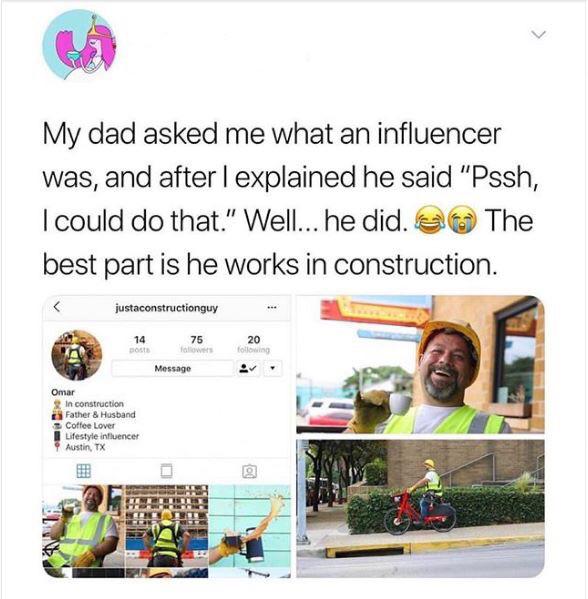 My dad asked me what an influencer
was, and after I explained he said "Pssh,
I could do that." Well... he did. 😂😭 The
best part is he works in construction.
justaconstructionguy
14 75 20
posts followers following
Message
Omar
In construction
Father & Husband
Coffee Lover
Lifestyle influencer
Austin, TX